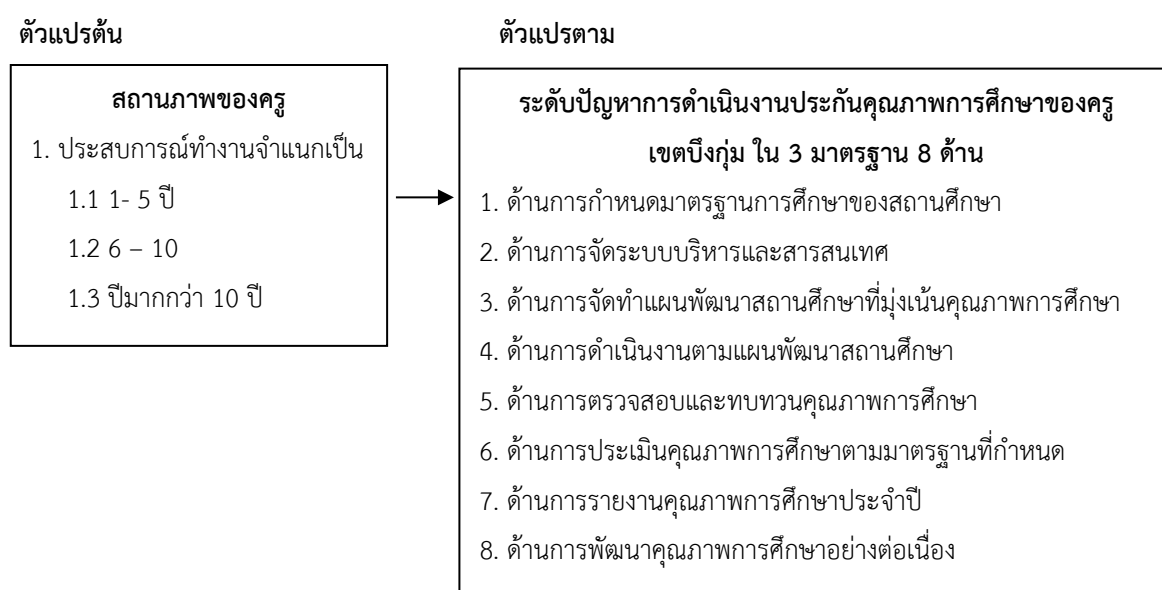 ตัวแปรต้น
ตัวแปรตาม
สถานภาพของครู
1. ประสบการณ์ทำงานจำแนกเป็น
1.1 1- 5 ปี
1.2 6 – 10
1.3 ปีมากกว่า 10 ปี
ระดับปัญหาการดำเนินงานประกันคุณภาพการศึกษาของครู
เขตบึงกุ่ม ใน 3 มาตรฐาน 8 ด้าน
1. ด้านการกำหนดมาตรฐานการศึกษาของสถานศึกษา
2. ด้านการจัดระบบบริหารและสารสนเทศ
3. ด้านการจัดทำแผนพัฒนาสถานศึกษาที่มุ่งเน้นคุณภาพการศึกษา
4. ด้านการดำเนินงานตามแผนพัฒนาสถานศึกษา
5. ด้านการตรวจสอบและทบทวนคุณภาพการศึกษา
6. ด้านการประเมินคุณภาพการศึกษาตามมาตรฐานที่กำหนด
7. ด้านการรายงานคุณภาพการศึกษาประจำปี
8. ด้านการพัฒนาคุณภาพการศึกษาอย่างต่อเนื่อง